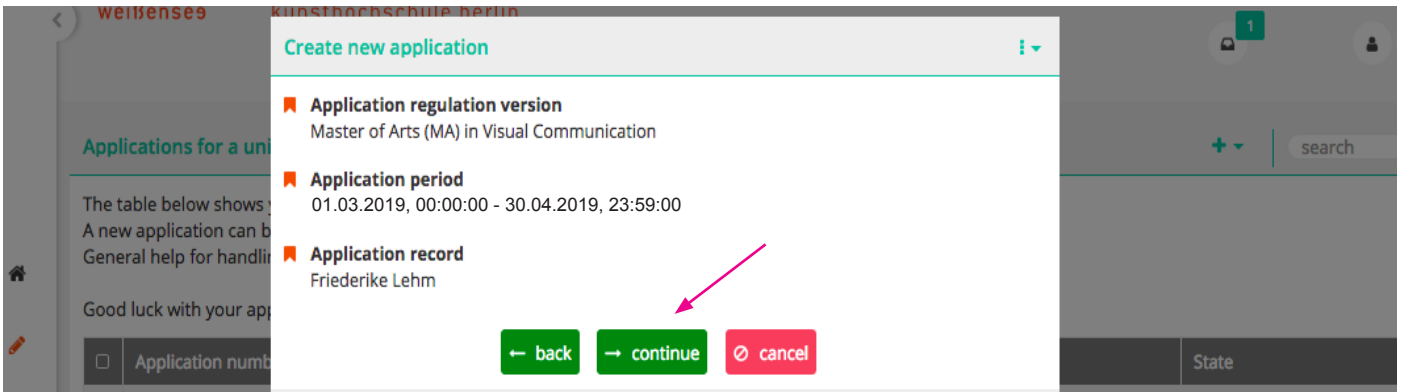 weißensee kunsthochschule berlin
1
Create new application
Application regulation version
Master of Arts (MA) in Visual Communication
Applications for a uni
search
Application period
01.03.2019, 00:00:00 - 30.04.2019, 23:59:00
The table below shows
A new application can b
General help for handli
Application record
Friederike Lehm
Good luck with your app
← back
→ continue
cancel
Application numb
State